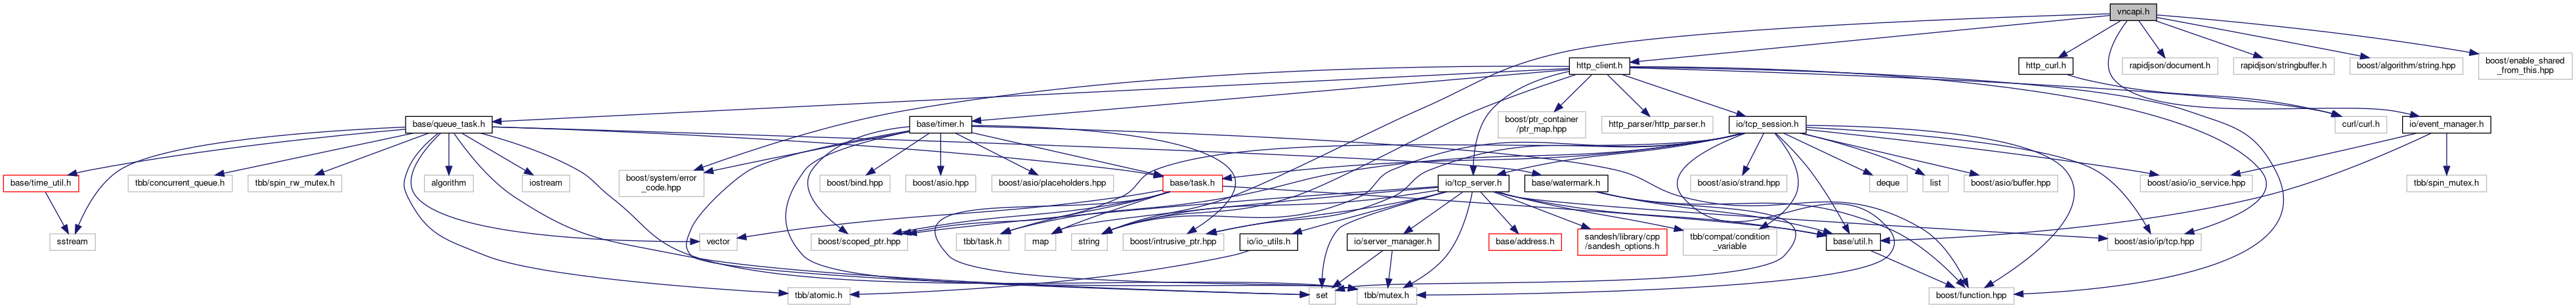 vncapi.h
http_client.h
http_curl.h
rapidjson/document.h
rapidjson/stringbuffer.h
boost/algorithm/string.hpp
boost/enable_shared
_from_this.hpp
base/queue_task.h
base/timer.h
boost/ptr_container
/ptr_map.hpp
http_parser/http_parser.h
io/tcp_session.h
curl/curl.h
io/event_manager.h
base/time_util.h
tbb/concurrent_queue.h
tbb/spin_rw_mutex.h
algorithm
iostream
boost/system/error
_code.hpp
boost/bind.hpp
boost/asio.hpp
boost/asio/placeholders.hpp
base/task.h
io/tcp_server.h
base/watermark.h
boost/asio/strand.hpp
deque
list
boost/asio/buffer.hpp
boost/asio/io_service.hpp
tbb/spin_mutex.h
sstream
vector
boost/scoped_ptr.hpp
tbb/task.h
map
string
boost/intrusive_ptr.hpp
io/io_utils.h
io/server_manager.h
base/address.h
sandesh/library/cpp
/sandesh_options.h
tbb/compat/condition
_variable
base/util.h
boost/asio/ip/tcp.hpp
tbb/atomic.h
set
tbb/mutex.h
boost/function.hpp